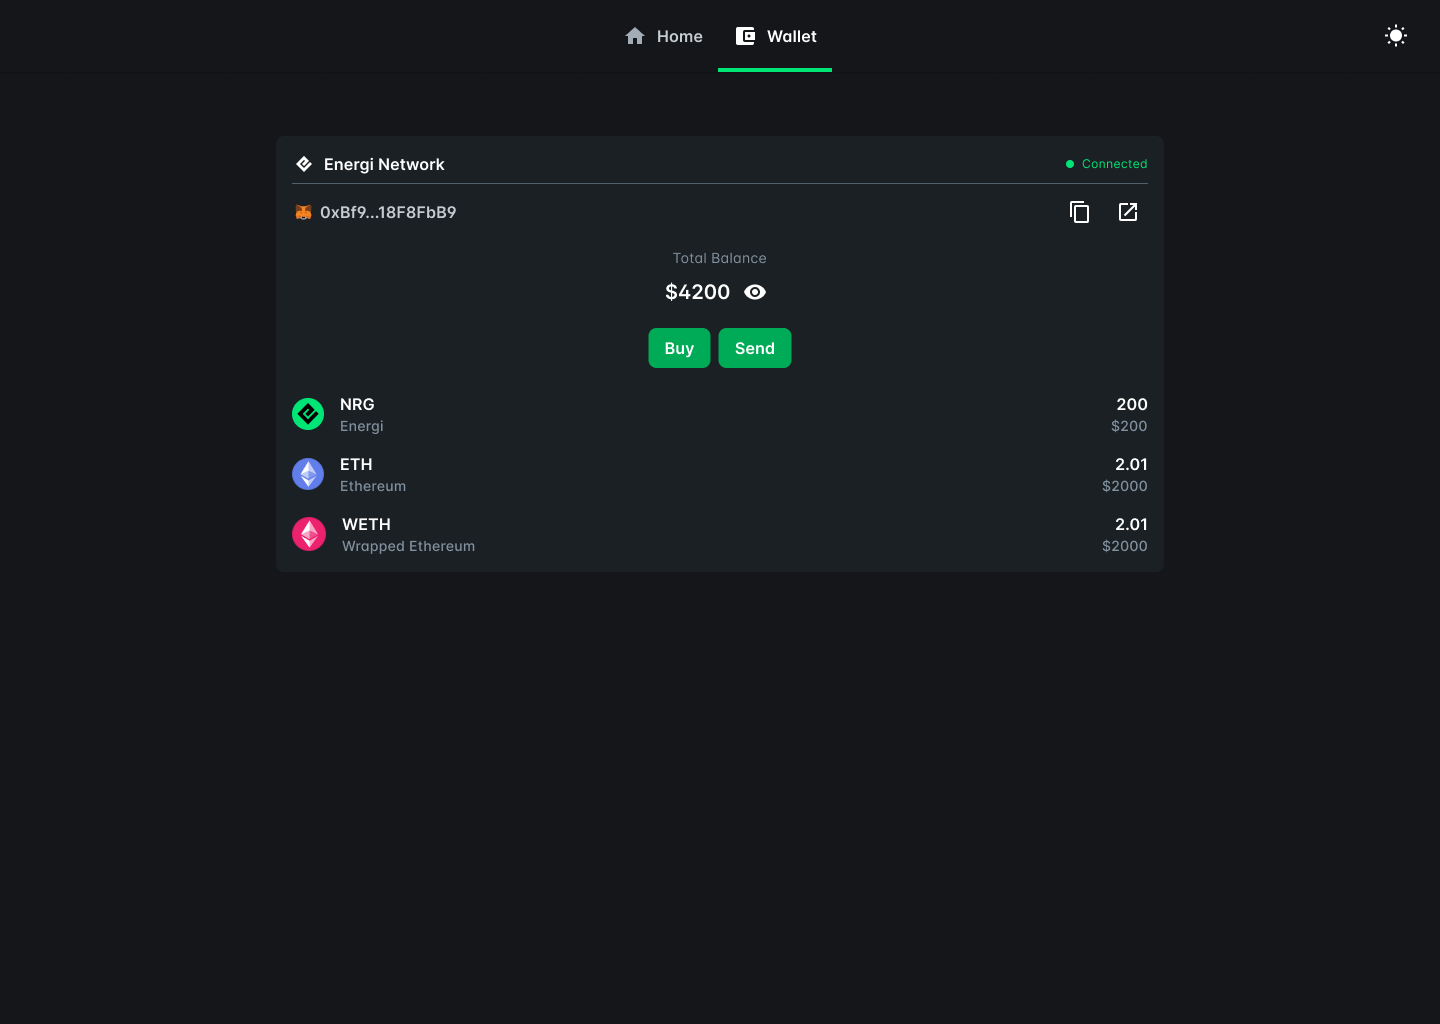 Home Wallet
Energi Network Connected
0xBf9...18F8FbB9
Total Balance
$4200
Buy Send
NRG 200
Energi $200
ETH 2.01
Ethereum $2000
WETH 2.01
Wrapped Ethereum $2000